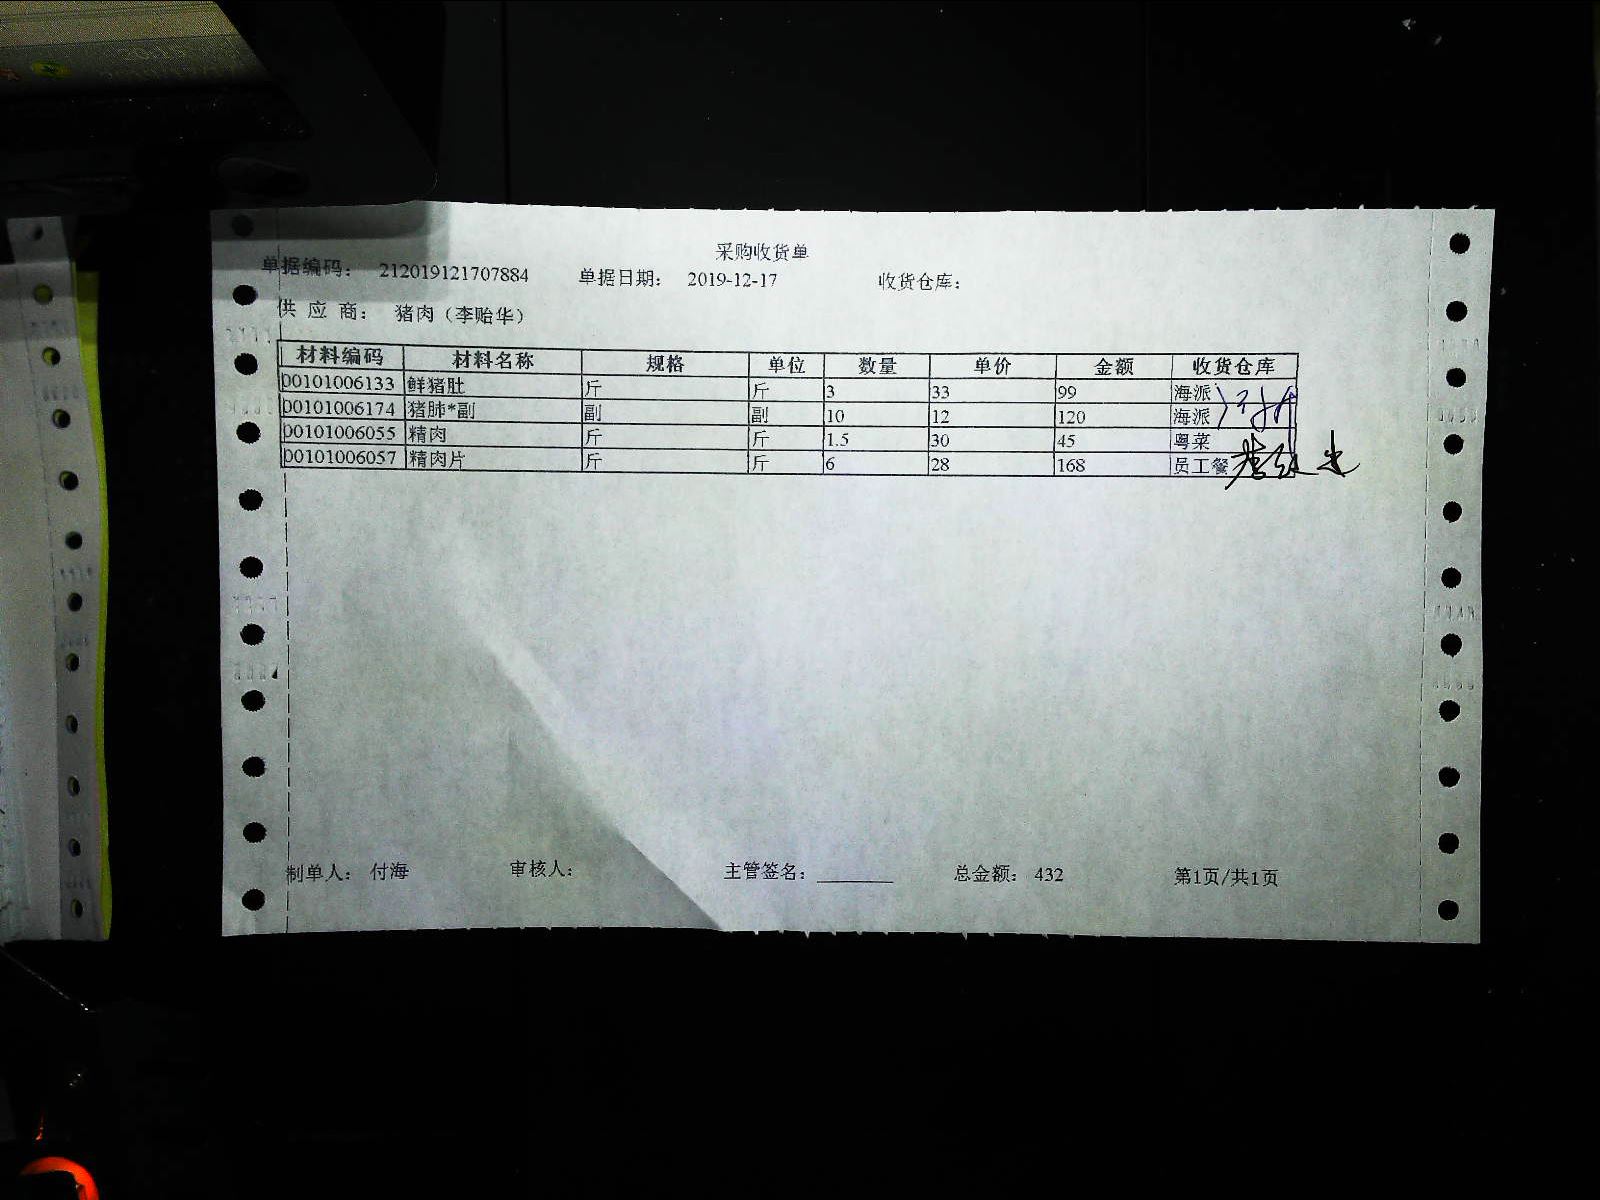 采购收货单
单据编码： 212019121707884 单据日期： 2019-12-17 收货仓库：
供 应 商： 猪肉（李贻华）
材料编码 材料名称 规格 单位 数量 单价 金额 收货仓库
00101006133 鲜猪肚 斤 斤 3 33 99 海派
00101006174 猪肺*副 副 副 10 12 120 海派
00101006055 精肉 斤 斤 1.5 30 45 粤菜
00101006057 精肉片 斤 斤 6 28 168 员工餐
制单人： 付海 审核人： 主管签名： 总金额： 432 第1页/共1页